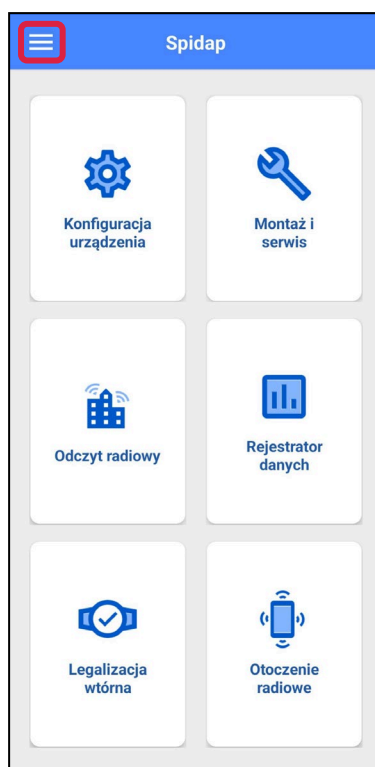 Spidap
Konfiguracja
urządzenia
Montaż i
serwis
Odczyt radiowy
Rejestrator
danych
Legalizacja
wtórna
Otoczenie
radiowe